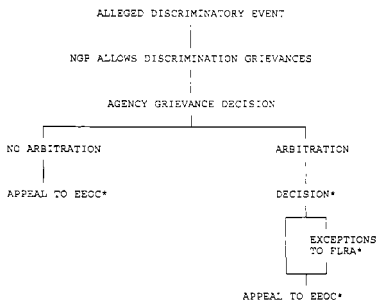 ALLEGED DISCRIMINATORY EVENT
NGP ALLOWS DISCRIMINATION GRIEVANCES
AGENCY GRIEVANCE DECISION
NO ARBITRATION
ARBITRATION
APPEAL TO EEOC*
DECISION*
EXCEPTIONS
TO FLRA*
APPEAL TO EEOC*